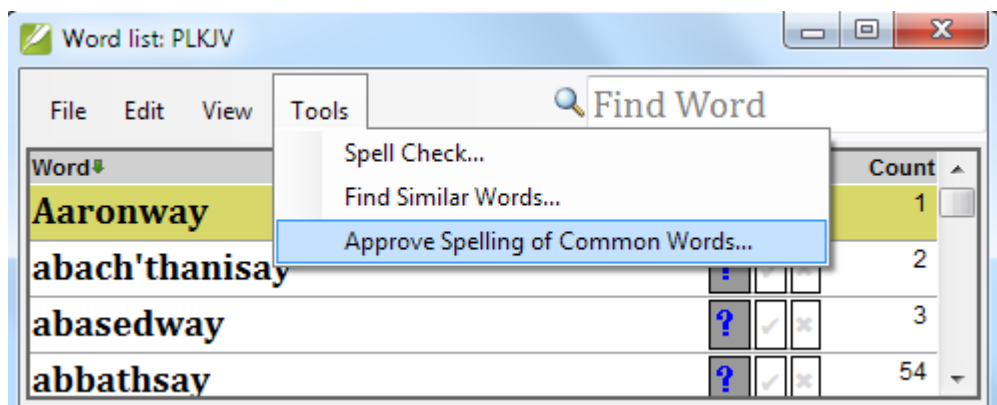 Word list: PLKJV
File Edit View Tools Find Word
Spell Check...
Find Similar Words...
Approve Spelling of Common Words...
Word Count
Aaronway 1
abach'thanisay ? 2
abasedway ? 3
abbathsay ? 54